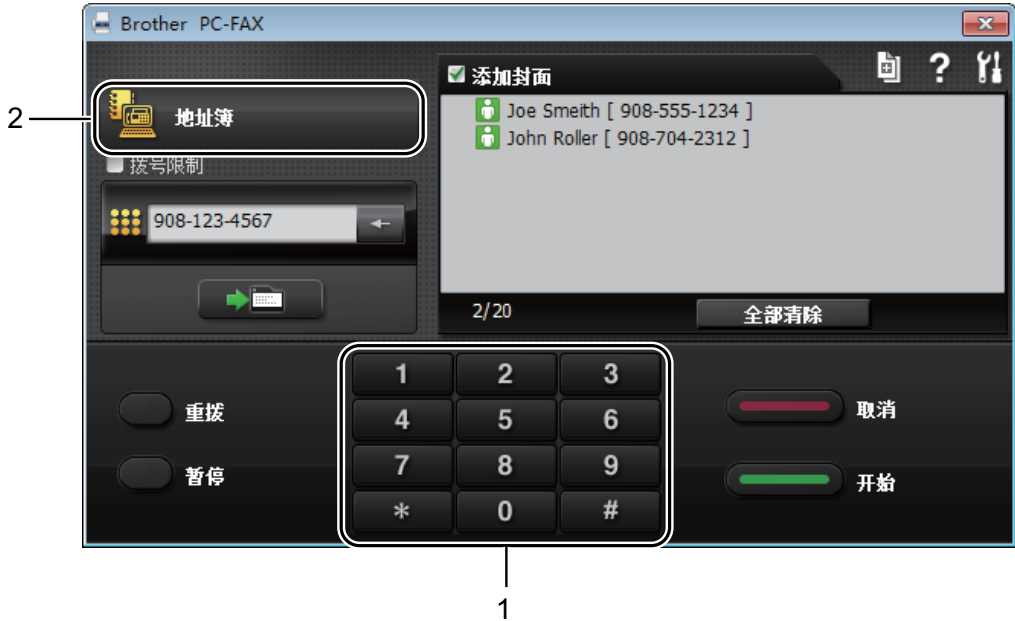 Brother PC-FAX
2
地址簿
拨号限制
908-123-4567
添加封面
?
Joe Smeith [ 908-555-1234 ]
John Roller [ 908-704-2312 ]
2/20
全部清除
重拨
暂停
1 2 3
4 5 6
7 8 9
* 0 #
取消
开始
1